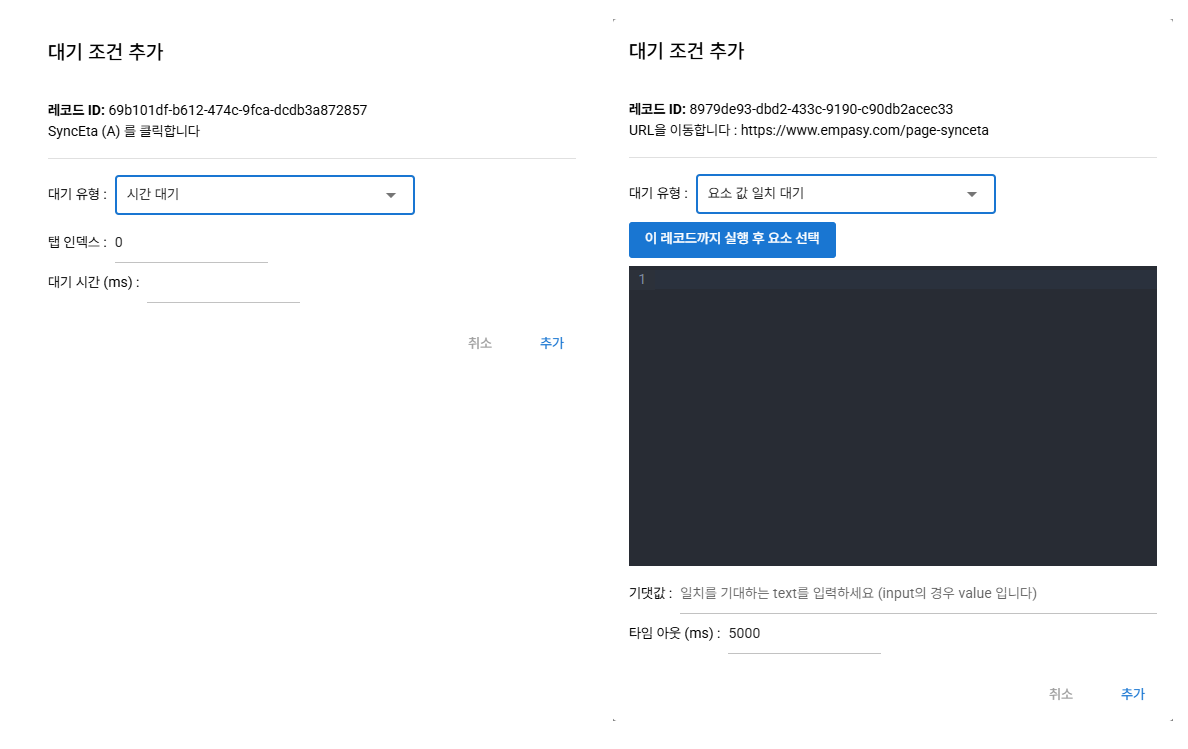 대기 조건 추가
레코드 ID: 69b101df-b612-474c-9fca-dcdb3a872857
SyncEta (A) 를 클릭합니다
대기 유형 : 시간 대기
탭 인덱스 : 0
대기 시간 (ms) :
취소 추가
대기 조건 추가
레코드 ID: 8979de93-dbd2-433c-9190-c90db2acec33
URL을 이동합니다 : https://www.empasy.com/page-synceta
대기 유형 : 요소 값 일치 대기
이 레코드까지 실행 후 요소 선택
1
기댓값 : 일치를 기대하는 text를 입력하세요 (input의 경우 value 입니다)
타임 아웃 (ms) : 5000
취소 추가